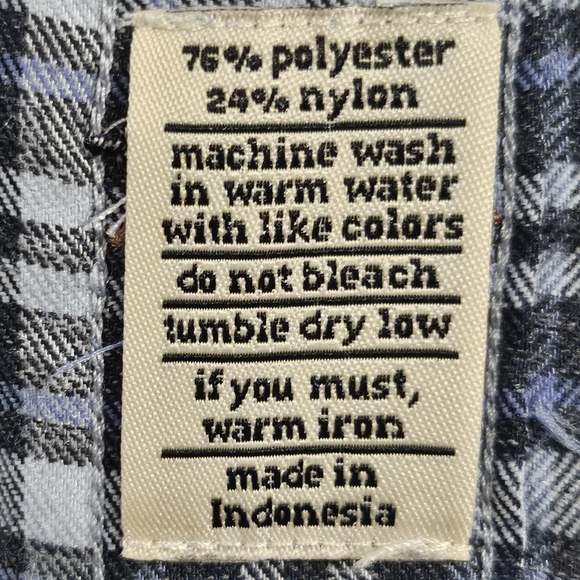 76% polyester
24% nylon
machine wash
in warm water
with like colors
do not bleach
tumble dry low
if you must,
warm iron
made in
Indonesia